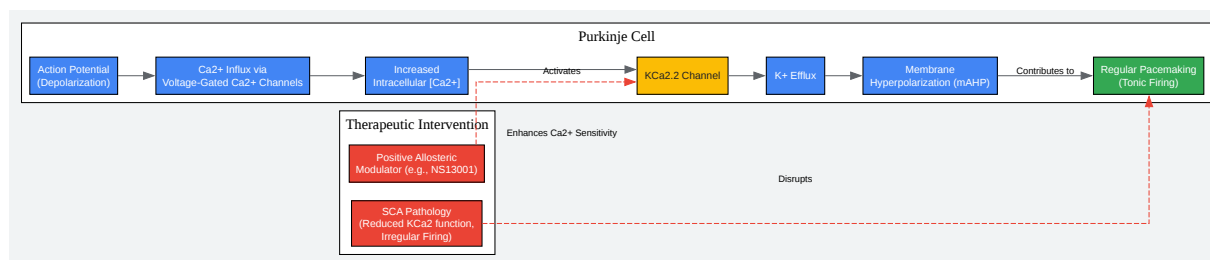 Purkinje Cell
Action Potential
(Depolarization)
Ca2+ Influx via
Voltage-Gated Ca2+ Channels
Increased
Intracellular [Ca2+]
Activates
KCa2.2 Channel
K+ Efflux
Membrane
Hyperpolarization (mAHP)
Contributes to
Regular Pacemaking
(Tonic Firing)
Therapeutic Intervention
Enhances Ca2+ Sensitivity
Positive Allosteric
Modulator (e.g., NS13001)
Disrupts
SCA Pathology
(Reduced KCa2 function,
Irregular Firing)